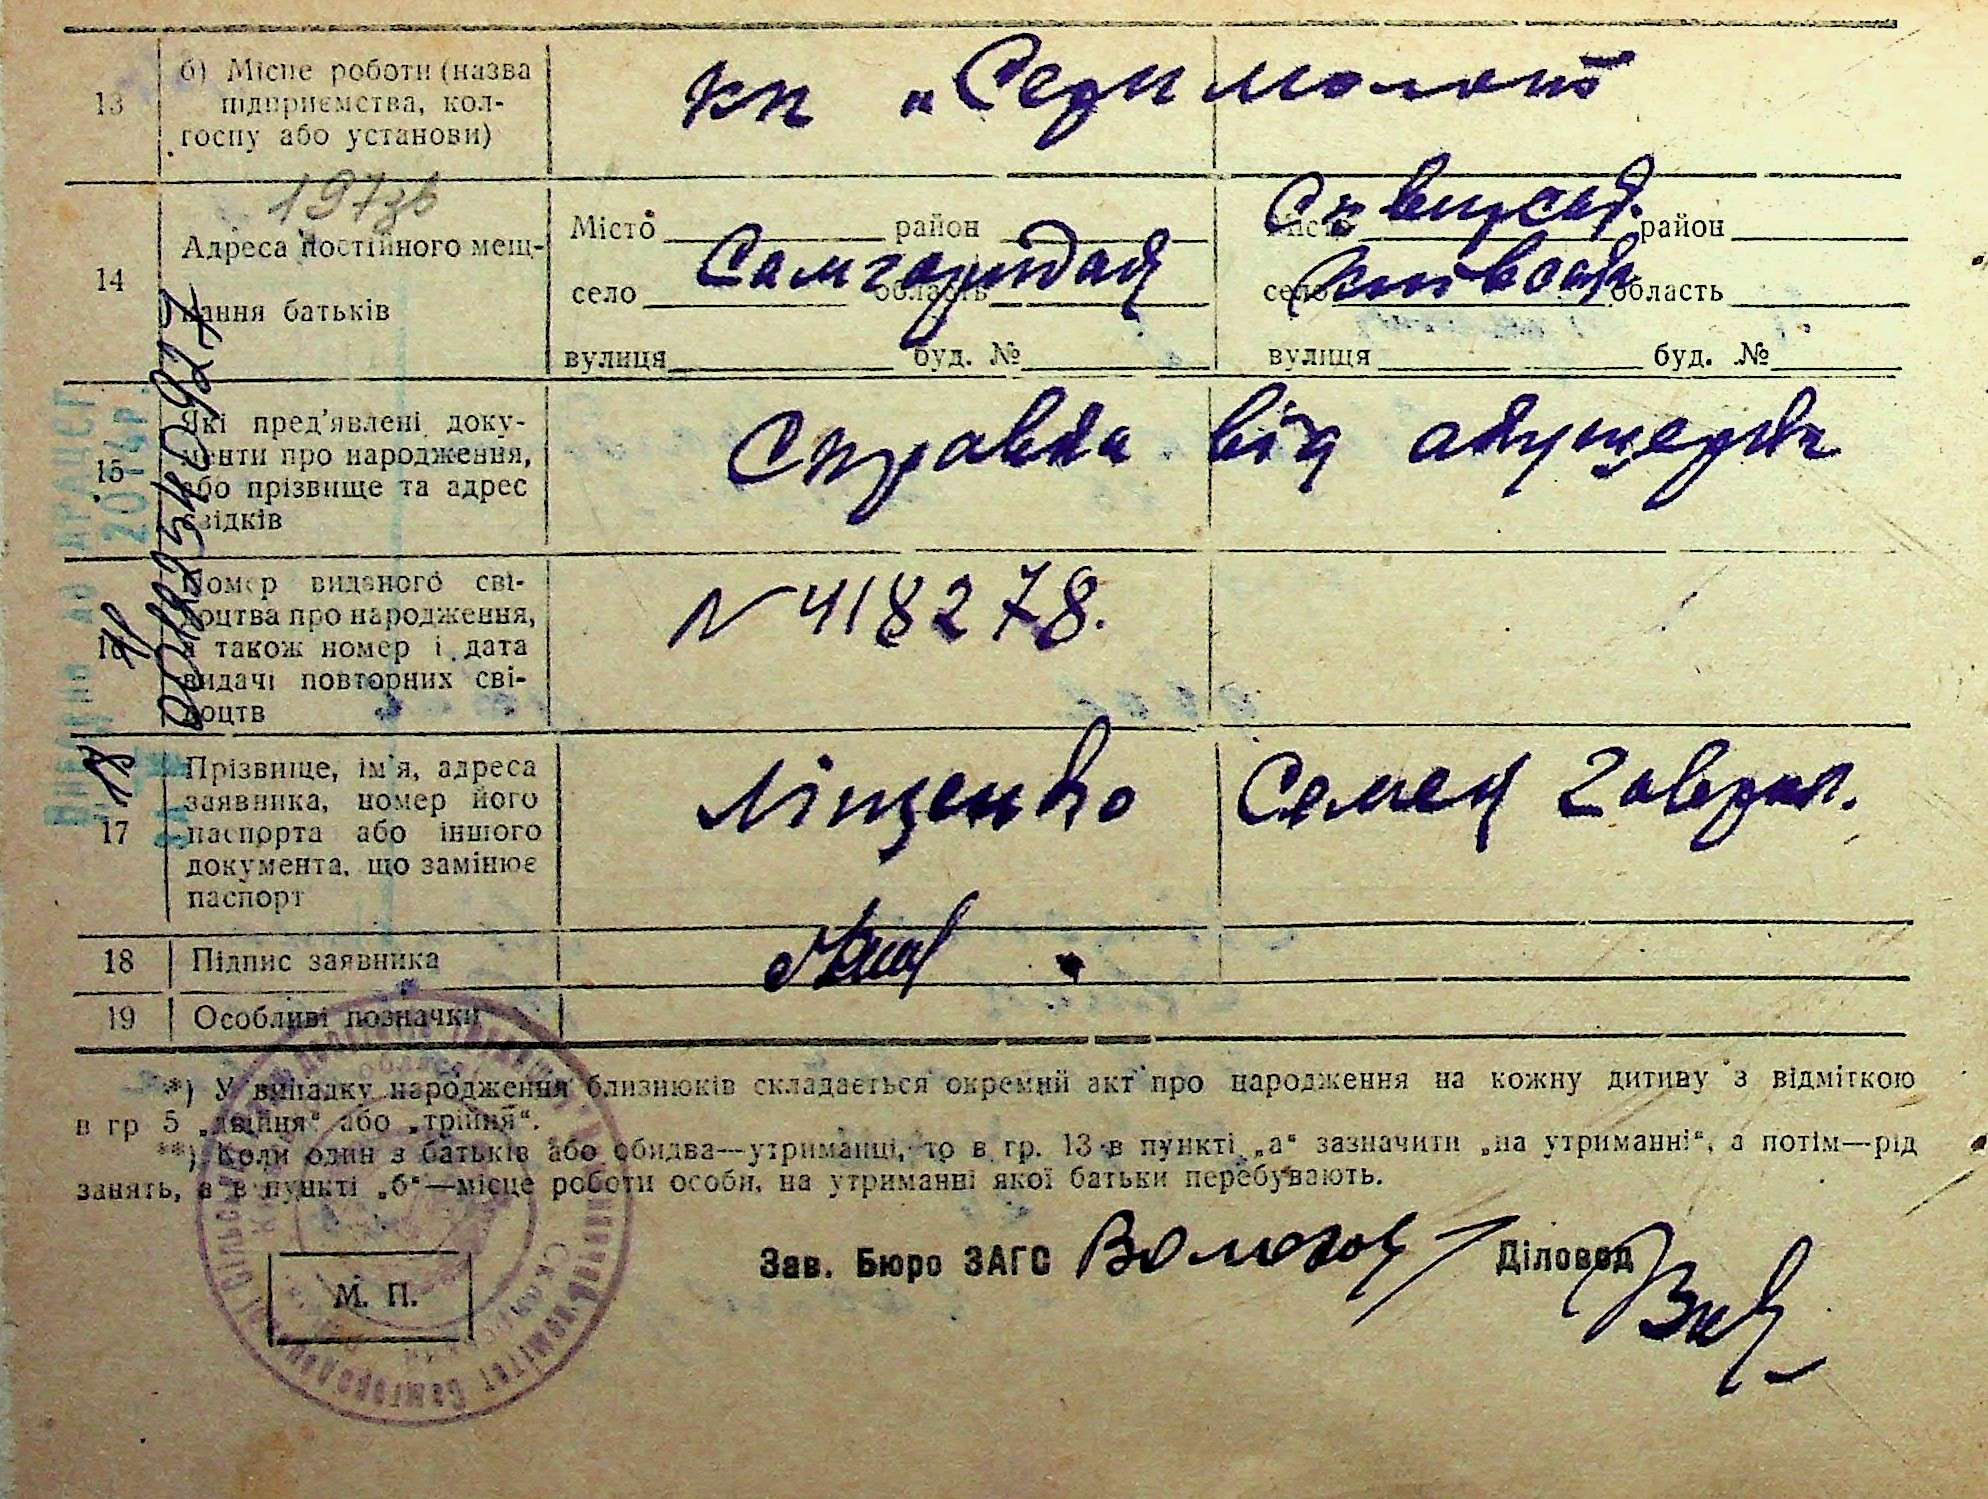 13
б) Місце роботи (назва
підприємства, кол-
госпу або установи)
кп „Серп молот
197зв
14
Адреса постійного меш-
кання батьків
Місто район
село Самгородок область
вулиця буд. №
Місто Сквирськ. район
село Київськ область
вулиця буд. №
15
Які пред'явлені доку-
менти про народження,
або прізвище та адрес
свідків
Справка від акушерки
16
Номер виданого сві-
доцтва про народження,
а також номер і дата
видачі повторних сві-
доцтв
N 418278.
17
Прізвище, ім'я, адреса
заявника, номер його
паспорта або іншого
документа, що замінює
паспорт
Ліщенко Семен Гаврил.
18
Підпис заявника
19
Особливі позначки
*) У випадку народження близнюків складається окремий акт про народження на кожну дитину з відміткою
в гр 5 „двійня“ або „трійня“.
**) Коли один з батьків або обидва—утриманці, то в гр. 13 в пункті „а“ зазначити „на утриманні“, а потім—рід
занять, а в пункті „б“—місце роботи особи, на утриманні якої батьки перебувають.
Зав. Бюро ЗАГС
Діловод
М. П.
2014р.